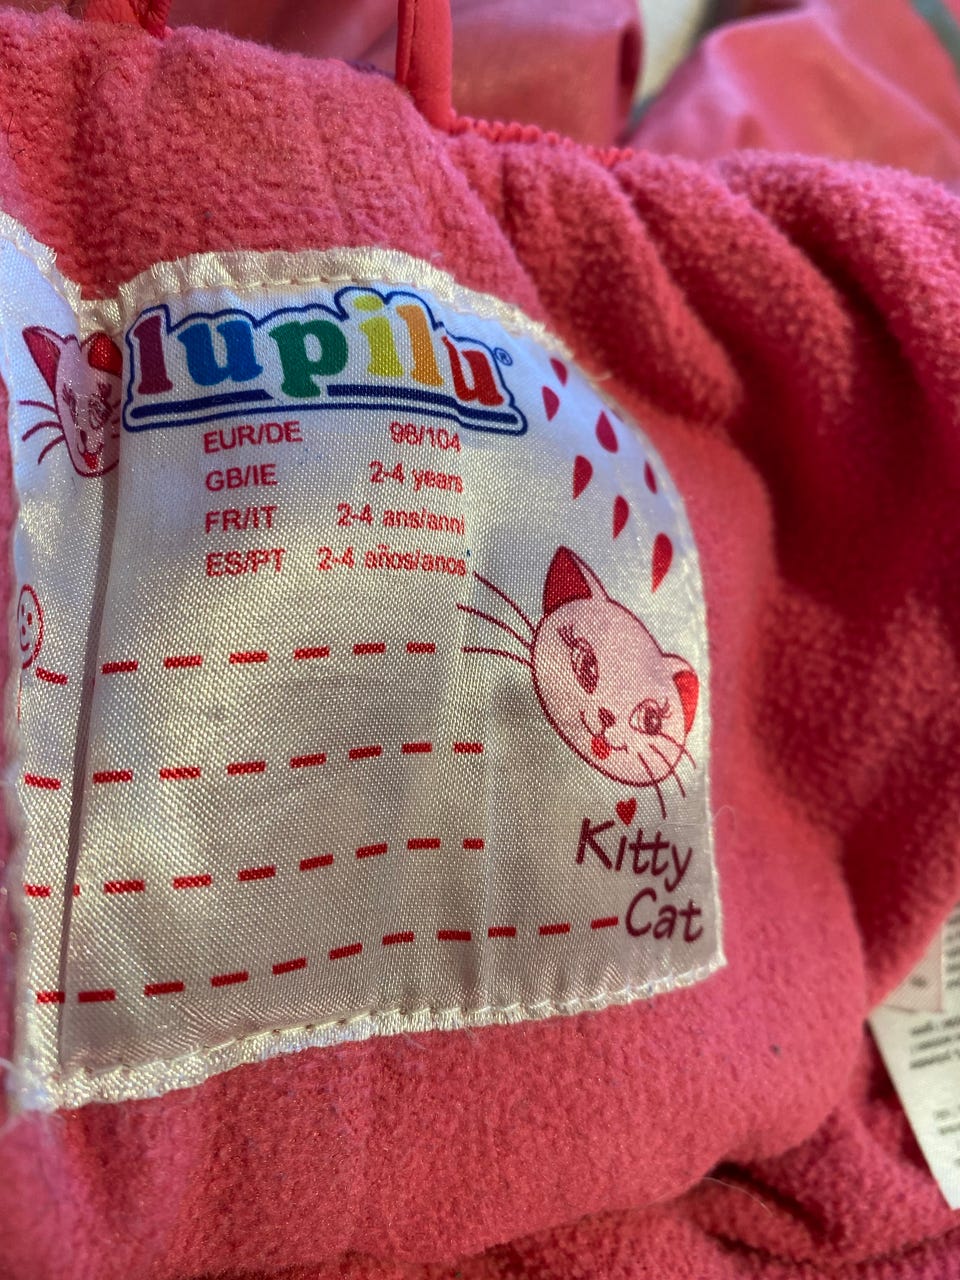 lupilu®
EUR/DE 98/104
GB/IE 2-4 years
FR/IT 2-4 ans/anni
ES/PT 2-4 años/anos
Kitty
Cat